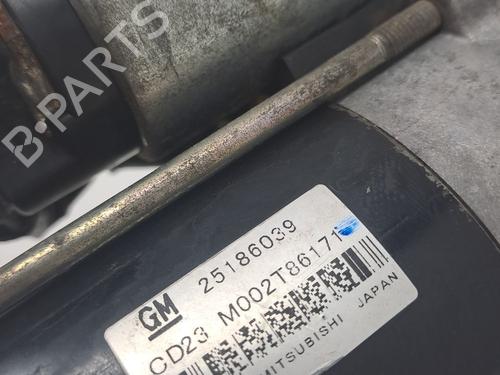 B-PARTS
GM 25186039
CD23 M002T86171
MITSUBISHI JAPAN